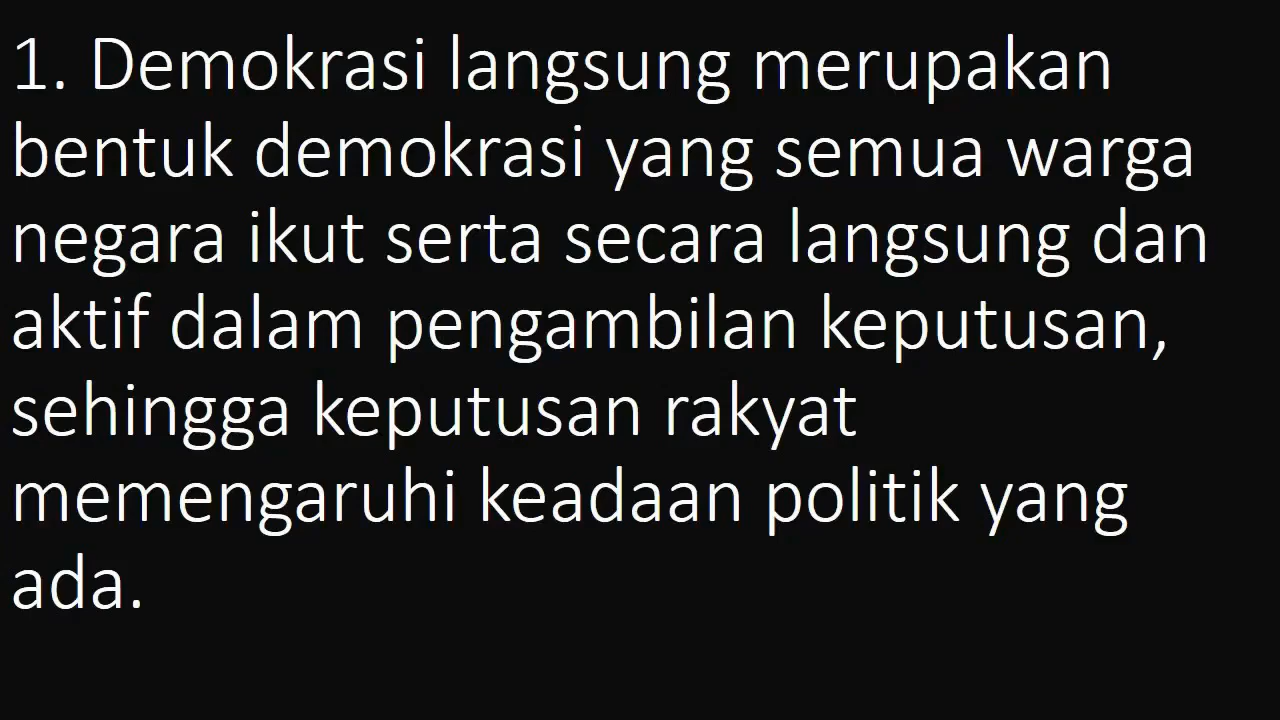 1. Demokrasi langsung merupakan
bentuk demokrasi yang semua warga
negara ikut serta secara langsung dan
aktif dalam pengambilan keputusan,
sehingga keputusan rakyat
memengaruhi keadaan politik yang
ada.